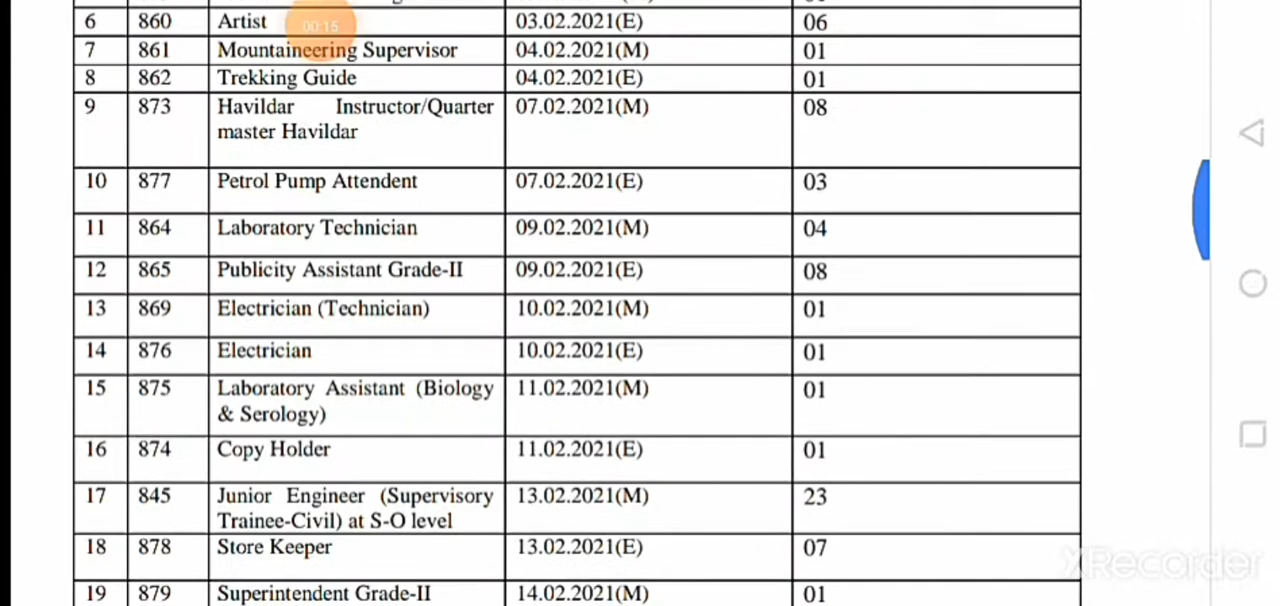 6 860 Artist 03.02.2021(E) 06
00:15
7 861 Mountaineering Supervisor 04.02.2021(M) 01
8 862 Trekking Guide 04.02.2021(E) 01
9 873 Havildar Instructor/Quarter 07.02.2021(M) 08
master Havildar
10 877 Petrol Pump Attendent 07.02.2021(E) 03
11 864 Laboratory Technician 09.02.2021(M) 04
12 865 Publicity Assistant Grade-II 09.02.2021(E) 08
13 869 Electrician (Technician) 10.02.2021(M) 01
14 876 Electrician 10.02.2021(E) 01
15 875 Laboratory Assistant (Biology 11.02.2021(M) 01
& Serology)
16 874 Copy Holder 11.02.2021(E) 01
17 845 Junior Engineer (Supervisory 13.02.2021(M) 23
Trainee-Civil) at S-O level
18 878 Store Keeper 13.02.2021(E) 07
XRecorder
19 879 Superintendent Grade-II 14.02.2021(M) 01